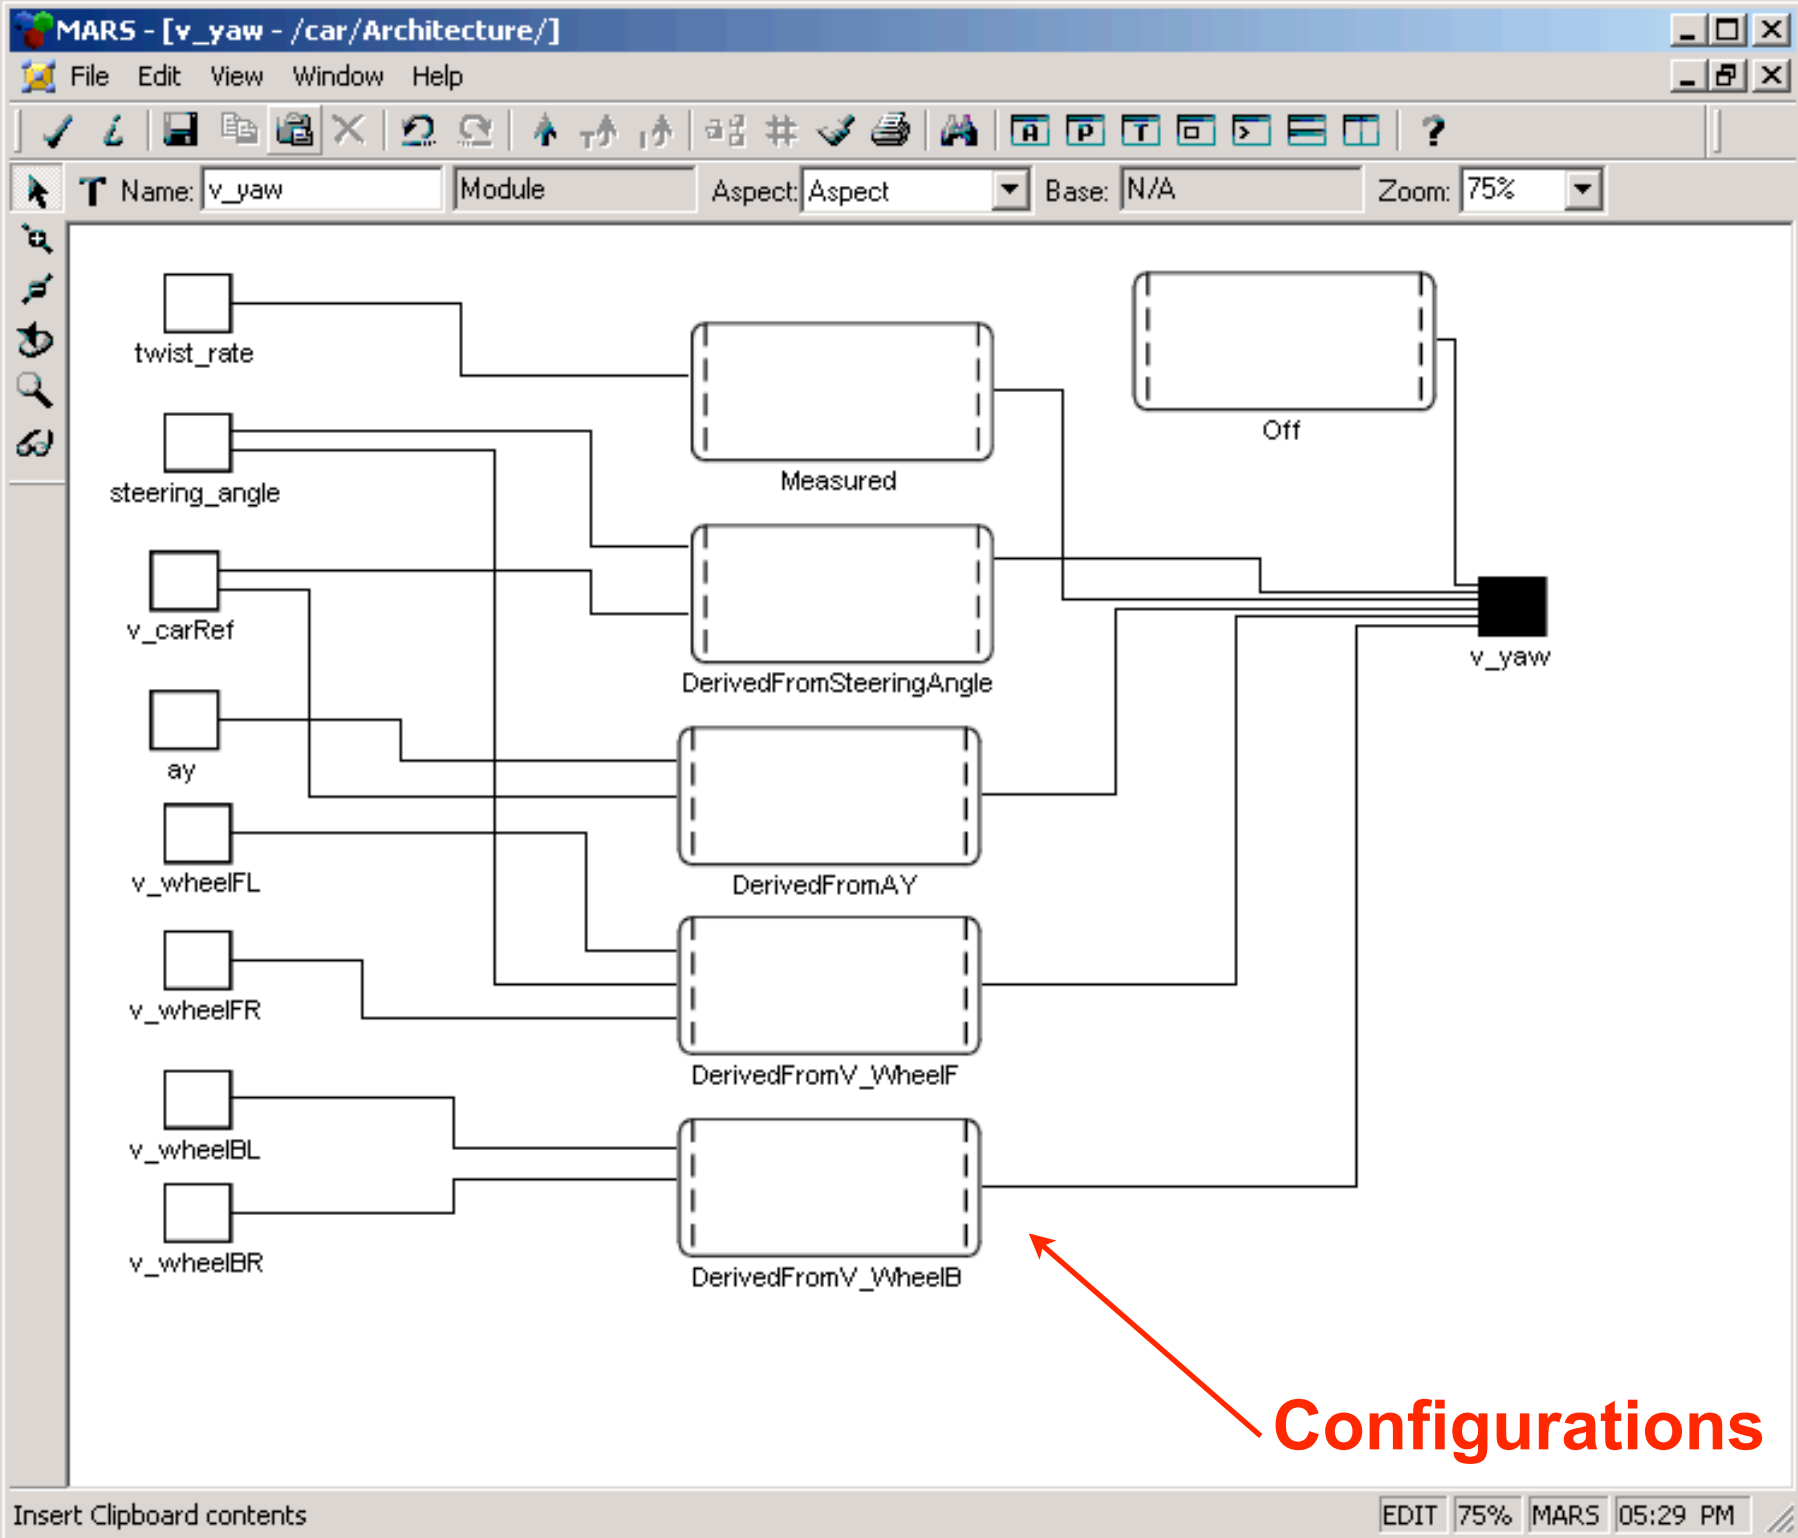 MARS - [v_yaw - /car/Architecture/]
File Edit View Window Help
A P T ?
T Name: v_yaw Module Aspect: Aspect Base: N/A Zoom: 75%
twist_rate
Off
Measured
steering_angle
v_carRef
v_yaw
DerivedFromSteeringAngle
ay
v_wheelFL
DerivedFromAY
v_wheelFR
DerivedFromV_WheelF
v_wheelBL
v_wheelBR
DerivedFromV_WheelB
Configurations
Insert Clipboard contents EDIT 75% MARS 05:29 PM